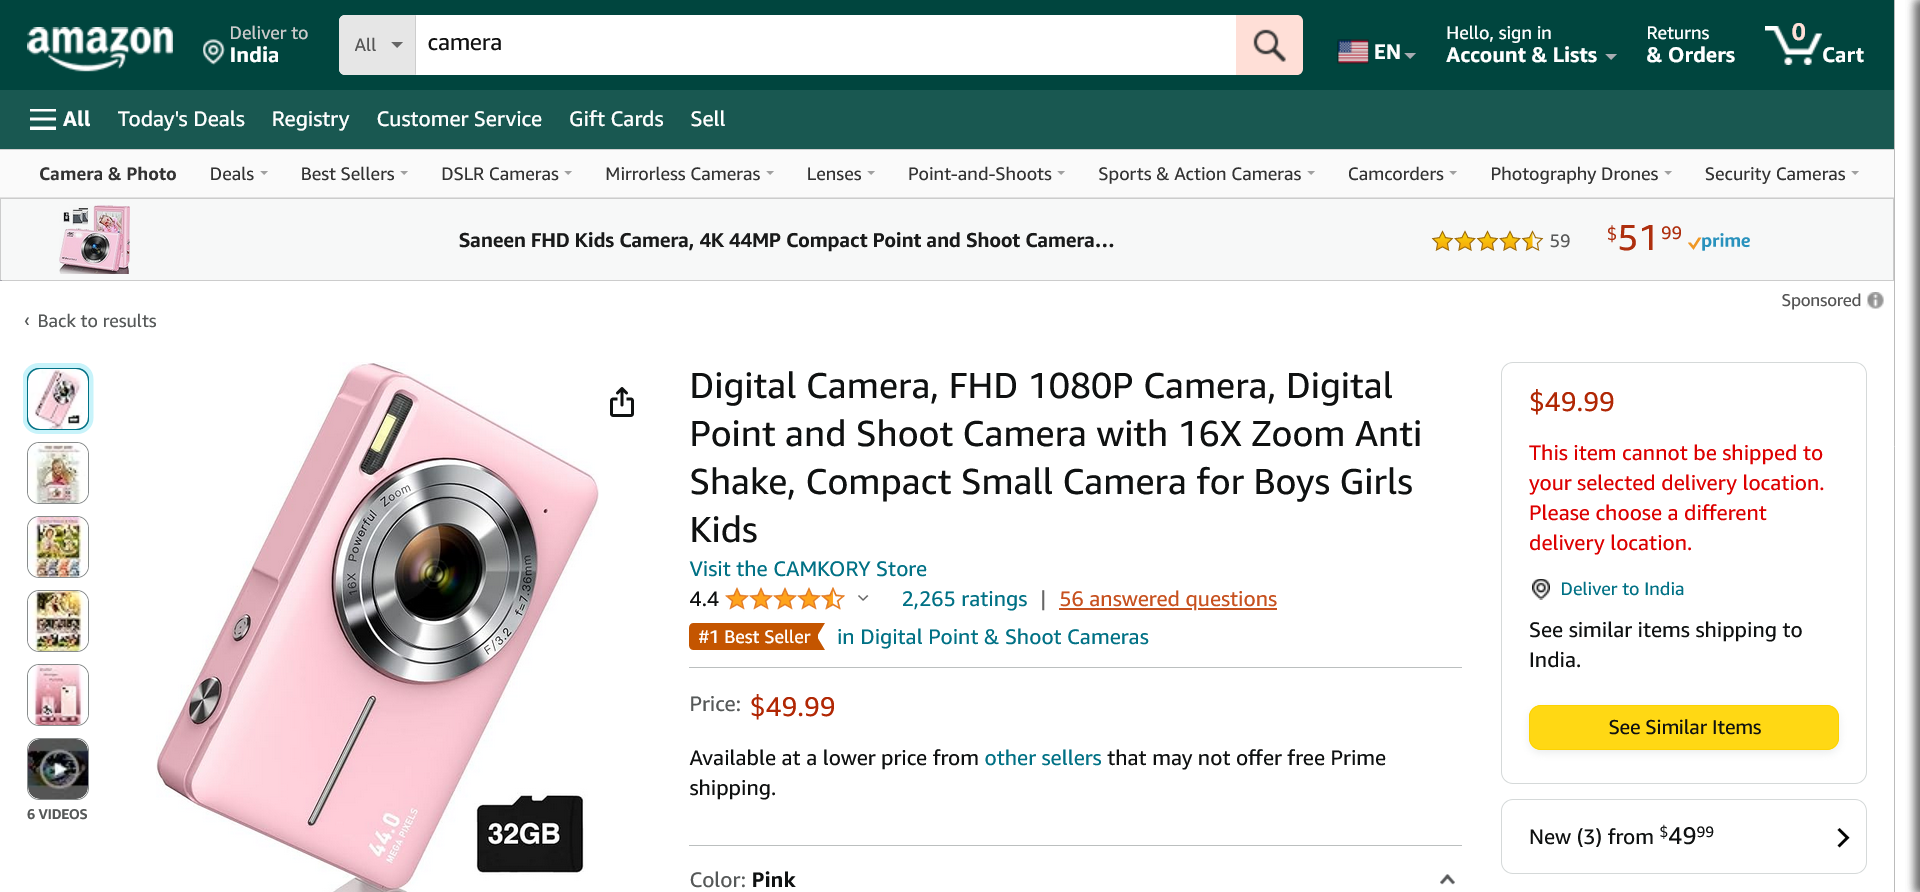 amazon
Deliver to
India
All
camera
EN
Hello, sign in
Account & Lists
Returns
& Orders
0
Cart
All
Today's Deals
Registry
Customer Service
Gift Cards
Sell
Camera & Photo
Deals
Best Sellers
DSLR Cameras
Mirrorless Cameras
Lenses
Point-and-Shoots
Sports & Action Cameras
Camcorders
Photography Drones
Security Cameras
Saneen FHD Kids Camera, 4K 44MP Compact Point and Shoot Camera...
59
$51 99
prime
Sponsored
‹ Back to results
6 VIDEOS
16X Powerful Zoom
F/3.2 f=7.36mm
44.0
MEGA PIXELS
32GB
Digital Camera, FHD 1080P Camera, Digital
Point and Shoot Camera with 16X Zoom Anti
Shake, Compact Small Camera for Boys Girls
Kids
Visit the CAMKORY Store
4.4
2,265 ratings | 56 answered questions
#1 Best Seller in Digital Point & Shoot Cameras
Price: $49.99
Available at a lower price from other sellers that may not offer free Prime
shipping.
Color: Pink
$49.99
This item cannot be shipped to
your selected delivery location.
Please choose a different
delivery location.
Deliver to India
See similar items shipping to
India.
See Similar Items
New (3) from $49 99